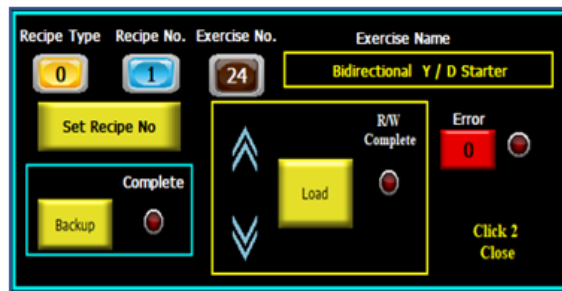 Recipe Type Recipe No. Exercise No. Exercise Name
0 1 24 Bidirectional Y / D Starter
Set Recipe No
R/W
Complete
Error
0
Complete
Backup
Load
Click 2
Close